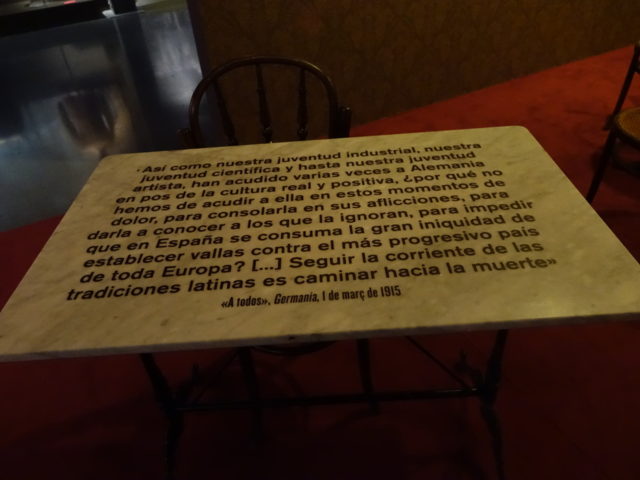 ‹Así como nuestra juventud industrial, nuestra
juventud científica y hasta nuestra juventud
artista, han acudido varias veces a Alemania
en pos de la cultura real y positiva, ¿por qué no
hemos de acudir a ella en estos momentos de
dolor, para consolarla en sus aflicciones, para
darla a conocer a los que la ignoran, para impedir
que en España se consuma la gran iniquidad de
establecer vallas contra el más progresivo país
de toda Europa? [...] Seguir la corriente de las
tradiciones latinas es caminar hacia la muerte»
«A todos», Germania, 1 de març de 1915